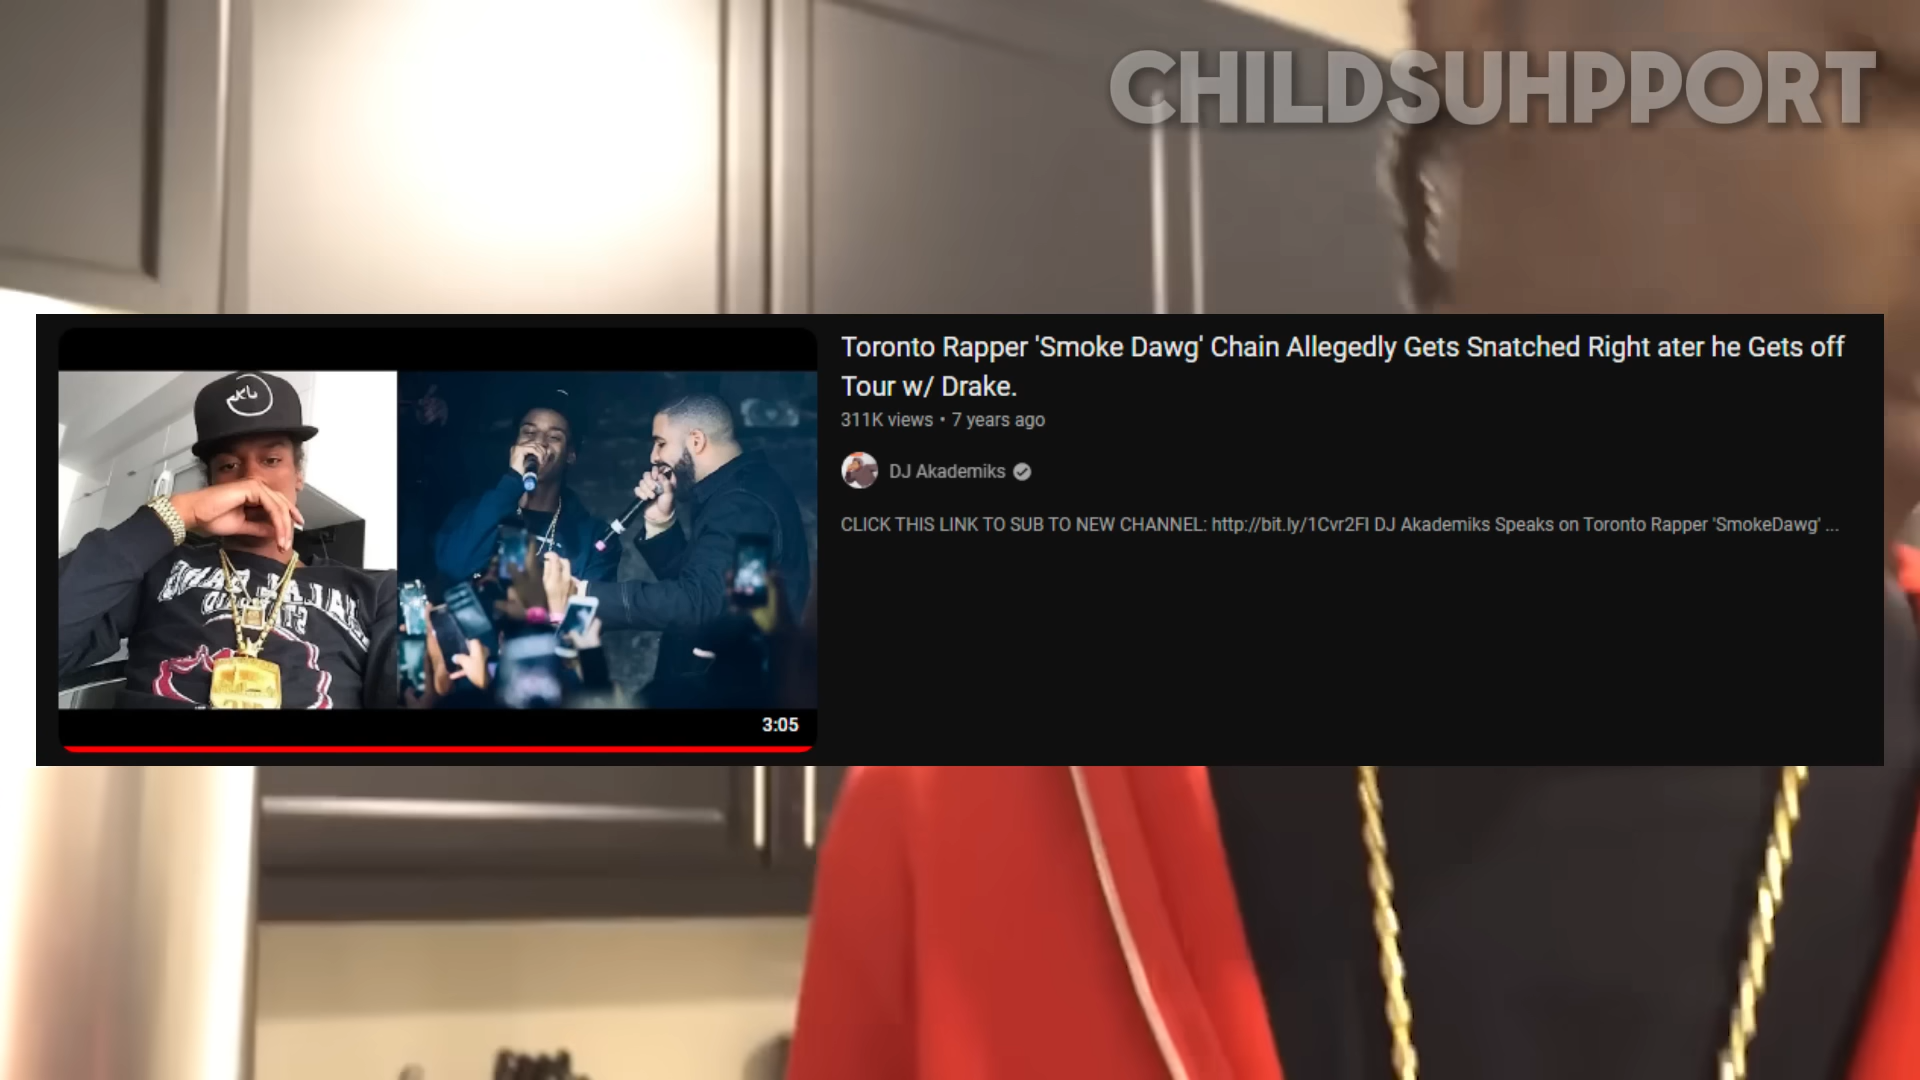 CHILDSUHPPORT
Toronto Rapper 'Smoke Dawg' Chain Allegedly Gets Snatched Right ater he Gets off
Tour w/ Drake.
311K views • 7 years ago
DJ Akademiks
CLICK THIS LINK TO SUB TO NEW CHANNEL: http://bit.ly/1Cvr2FI DJ Akademiks Speaks on Toronto Rapper 'SmokeDawg' ...
3:05